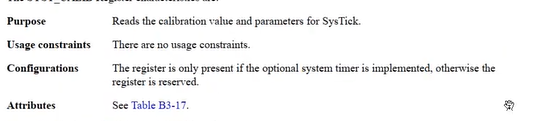 Purpose Reads the calibration value and parameters for SysTick.
Usage constraints There are no usage constraints.
Configurations The register is only present if the optional system timer is implemented, otherwise the
register is reserved.
Attributes See Table B3-17.